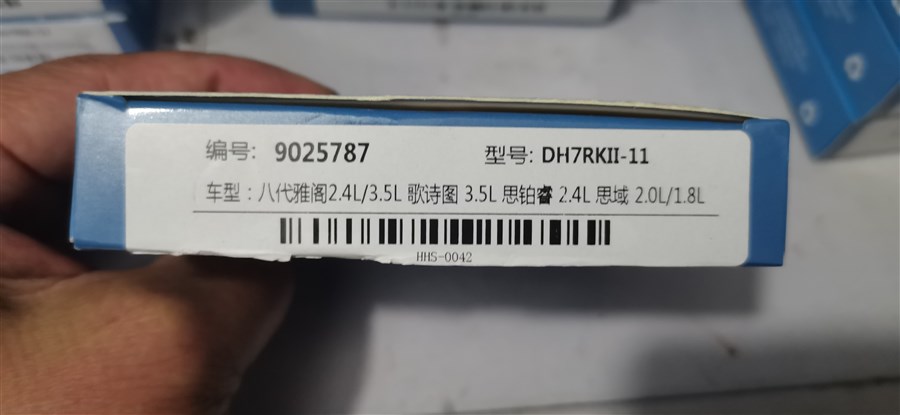 编号: 9025787 型号: DH7RKII-11
车型：八代雅阁2.4L/3.5L 歌诗图 3.5L 思铂睿 2.4L 思域 2.0L/1.8L
HHS-0042